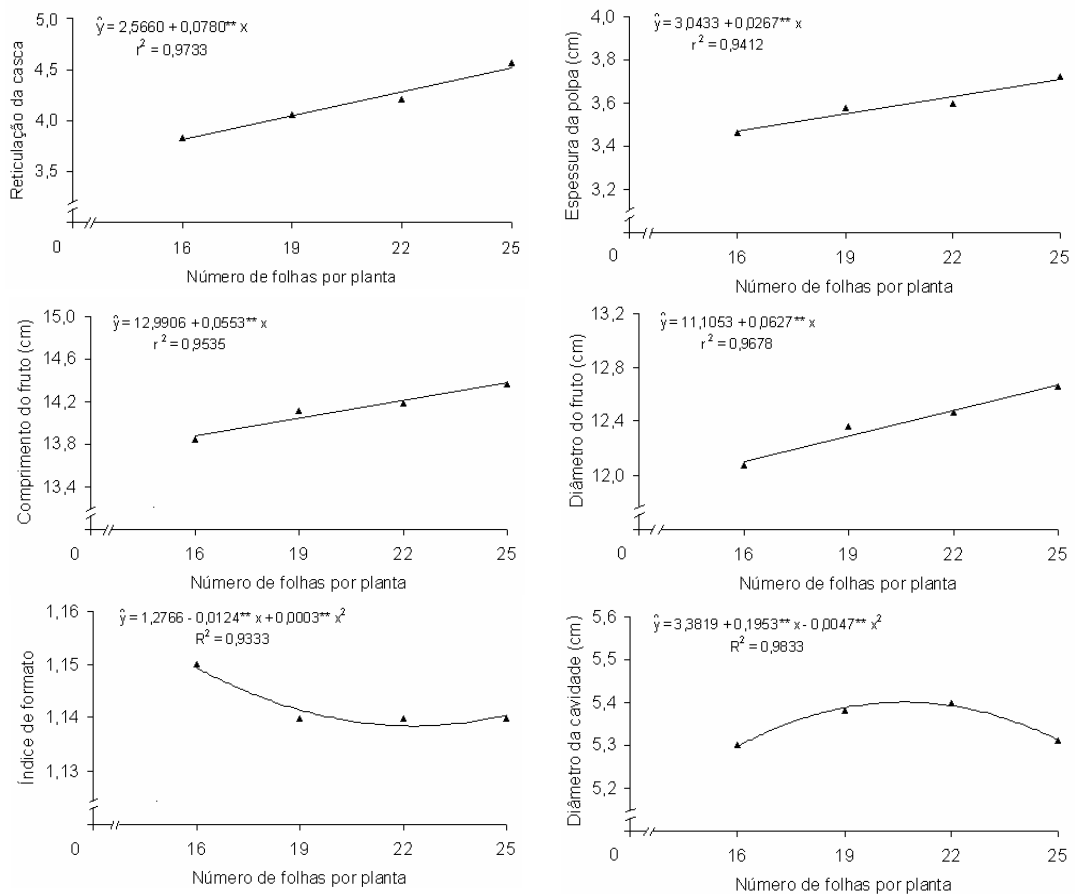 ŷ = 2,5660 + 0,0780** x
r² = 0,9733
Reticulação da casca
5,0
4,5
4,0
3,5
0
16
19
22
25
Número de folhas por planta
ŷ = 3,0433 + 0,0267** x
r² = 0,9412
Espessura da polpa (cm)
4,0
3,8
3,6
3,4
3,2
0
16
19
22
25
Número de folhas por planta
ŷ = 12,9906 + 0,0553** x
r² = 0,9535
Comprimento do fruto (cm)
15,0
14,6
14,2
13,8
13,4
0
16
19
22
25
Número de folhas por planta
ŷ = 11,1053 + 0,0627** x
r² = 0,9678
Diâmetro do fruto (cm)
13,2
12,8
12,4
12,0
0
16
19
22
25
Número de folhas por planta
ŷ = 1,2766 - 0,0124** x + 0,0003** x²
R² = 0,9333
Índice de formato
1,16
1,15
1,14
1,13
0
16
19
22
25
Número de folhas por planta
ŷ = 3,3819 + 0,1953** x - 0,0047** x²
R² = 0,9833
Diâmetro da cavidade (cm)
5,6
5,5
5,4
5,3
5,2
0
16
19
22
25
Número de folhas por planta